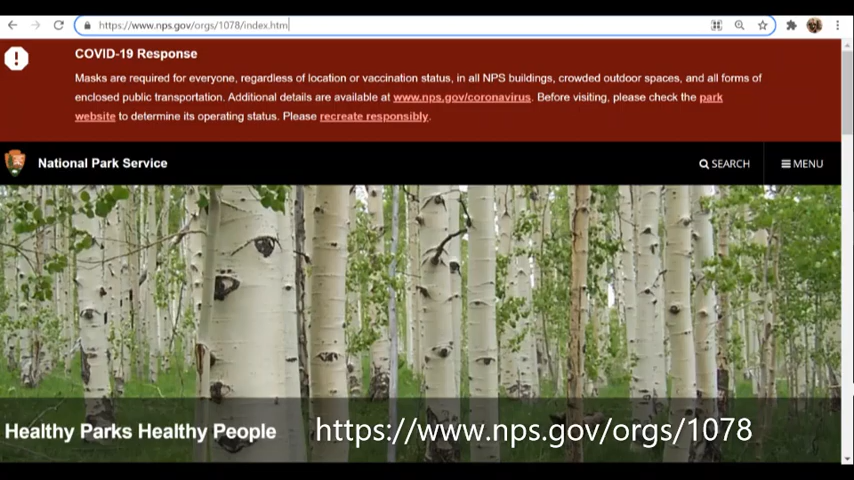 https://www.nps.gov/orgs/1078/index.htm
COVID-19 Response
Masks are required for everyone, regardless of location or vaccination status, in all NPS buildings, crowded outdoor spaces, and all forms of
enclosed public transportation. Additional details are available at www.nps.gov/coronavirus. Before visiting, please check the park
website to determine its operating status. Please recreate responsibly.
National Park Service
SEARCH
MENU
Healthy Parks Healthy People
https://www.nps.gov/orgs/1078